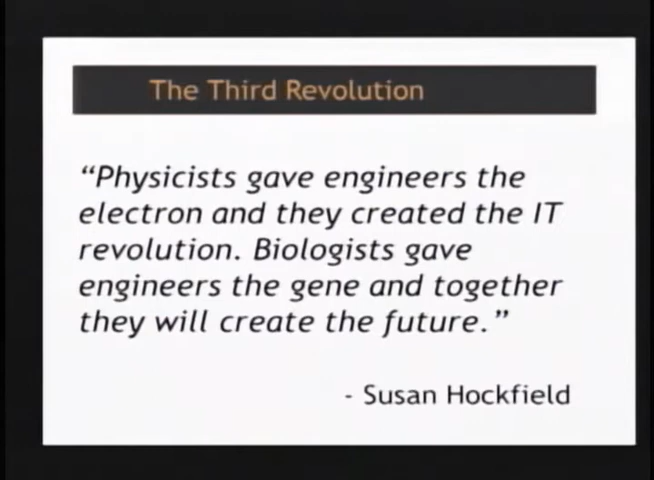 The Third Revolution
“Physicists gave engineers the
electron and they created the IT
revolution. Biologists gave
engineers the gene and together
they will create the future.”
- Susan Hockfield